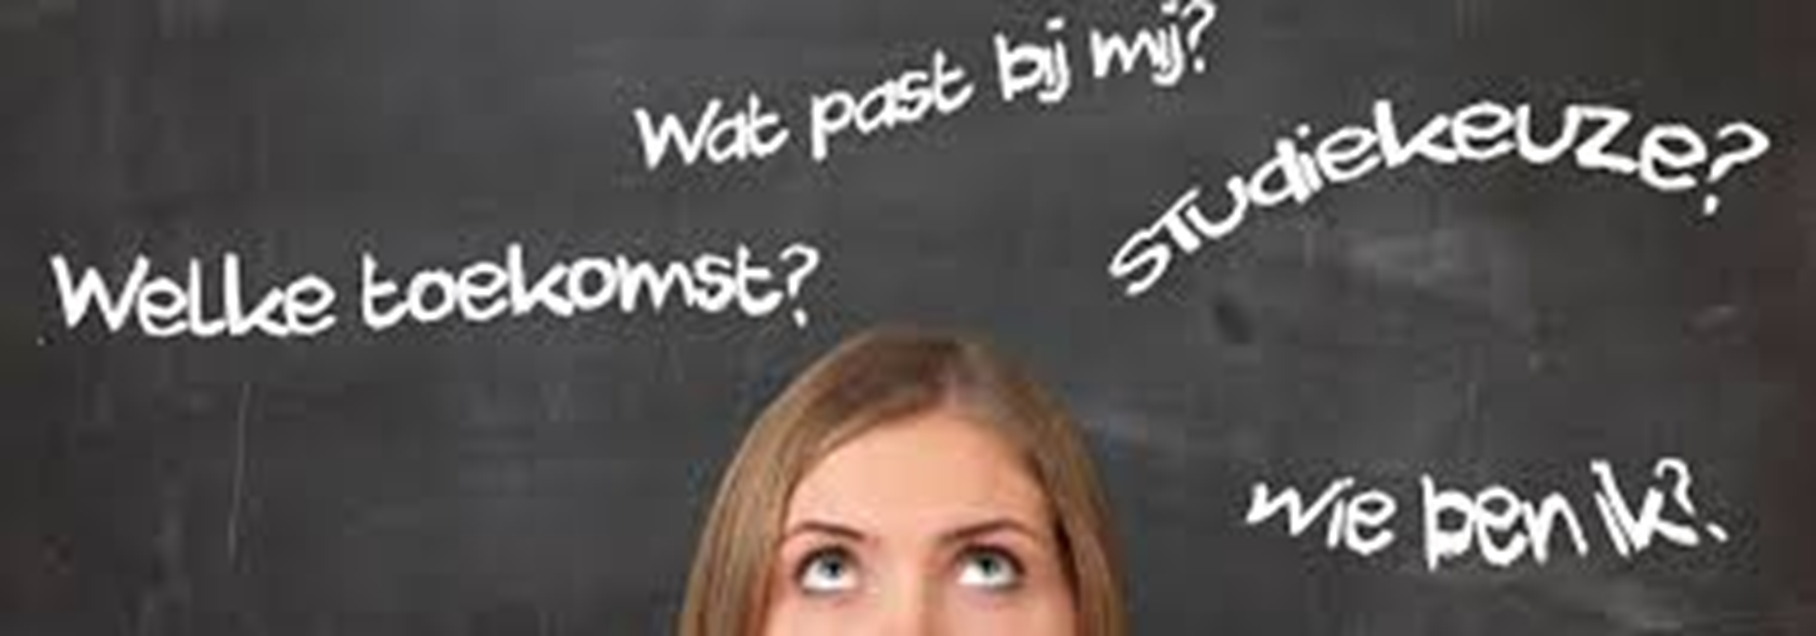 Wat past bij mij?
studiekeuze?
Welke toekomst?
wie ben ik?